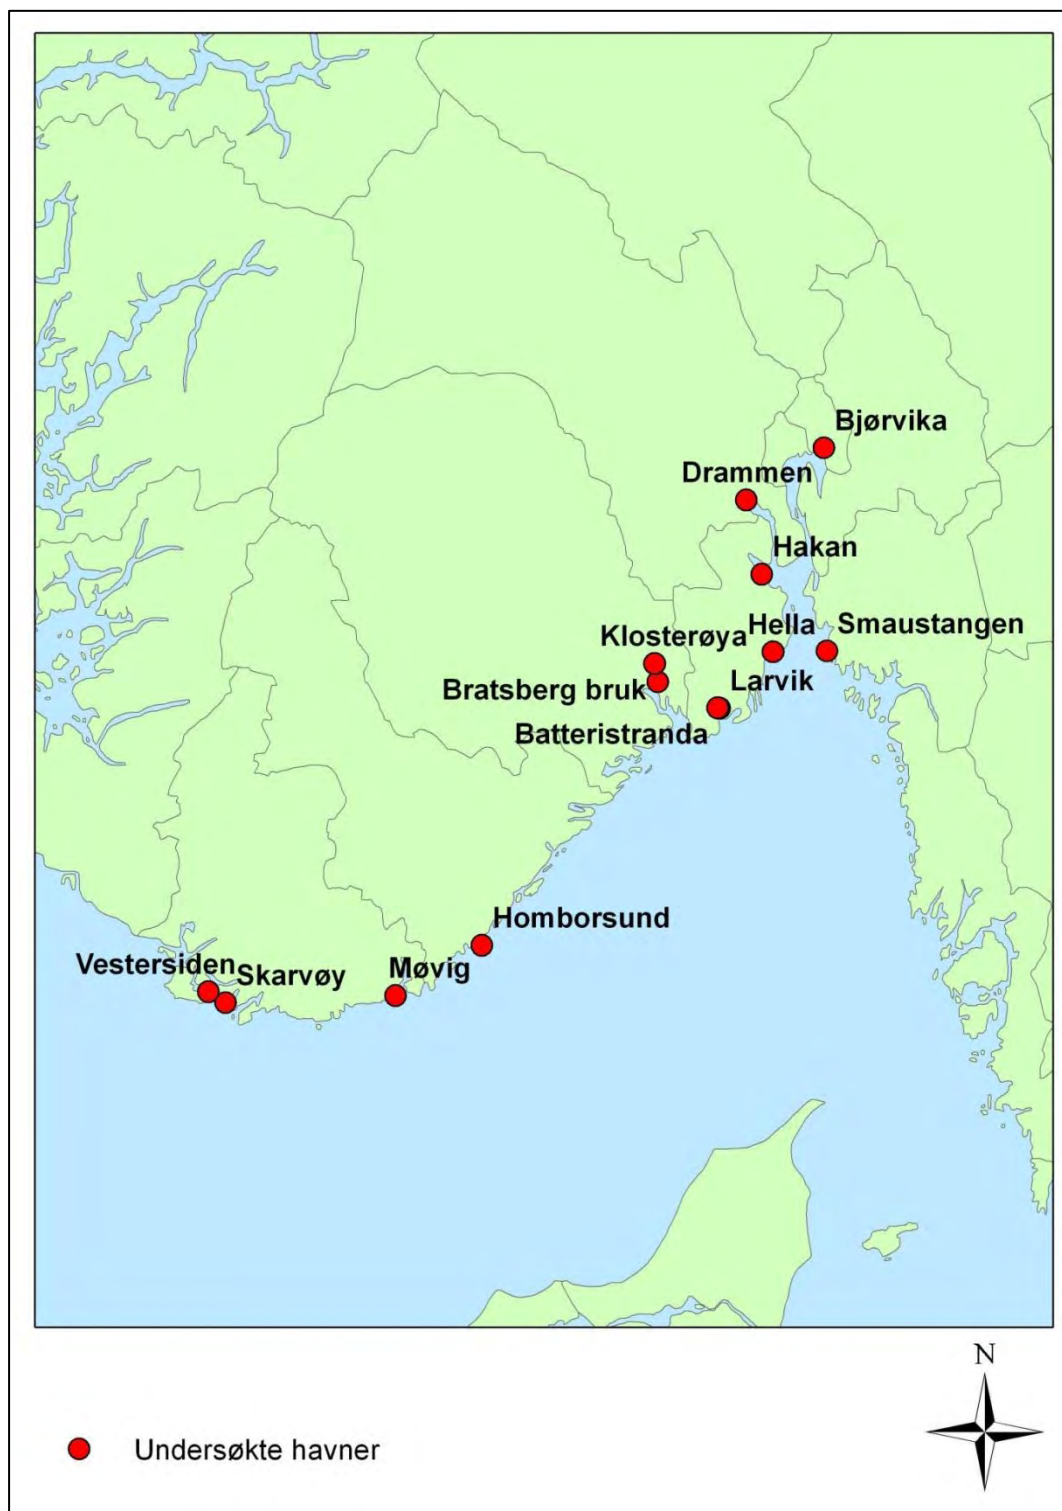 Bjørvika
Drammen
Hakan
Klosterøya
Hella
Smaustangen
Bratsberg bruk
Larvik
Batteristranda
Homborsund
Vestersiden
Skarvøy
Møvig
N
Undersøkte havner